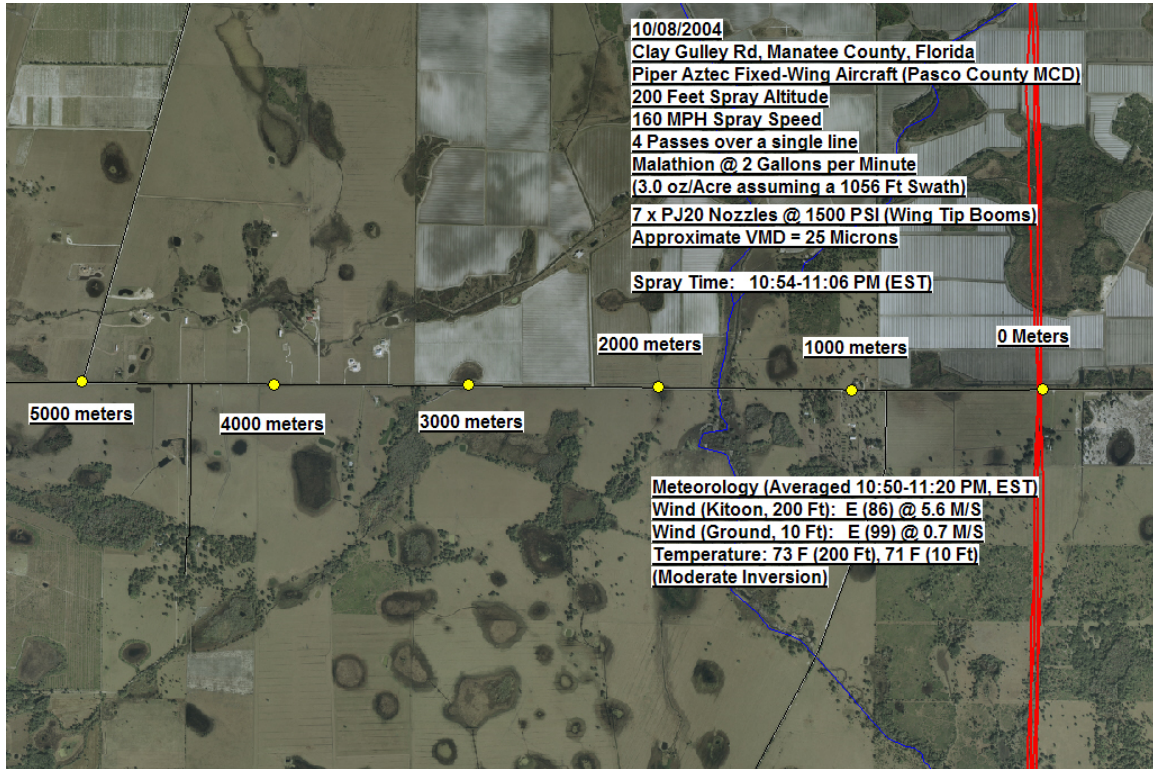 10/08/2004
Clay Gulley Rd, Manatee County, Florida
Piper Aztec Fixed-Wing Aircraft (Pasco County MCD)
200 Feet Spray Altitude
160 MPH Spray Speed
4 Passes over a single line
Malathion @ 2 Gallons per Minute
(3.0 oz/Acre assuming a 1056 Ft Swath)
7 x PJ20 Nozzles @ 1500 PSI (Wing Tip Booms)
Approximate VMD = 25 Microns
Spray Time: 10:54-11:06 PM (EST)
0 Meters
1000 meters
2000 meters
3000 meters
4000 meters
5000 meters
Meteorology (Averaged 10:50-11:20 PM, EST)
Wind (Kitoon, 200 Ft): E (86) @ 5.6 M/S
Wind (Ground, 10 Ft): E (99) @ 0.7 M/S
Temperature: 73 F (200 Ft), 71 F (10 Ft)
(Moderate Inversion)